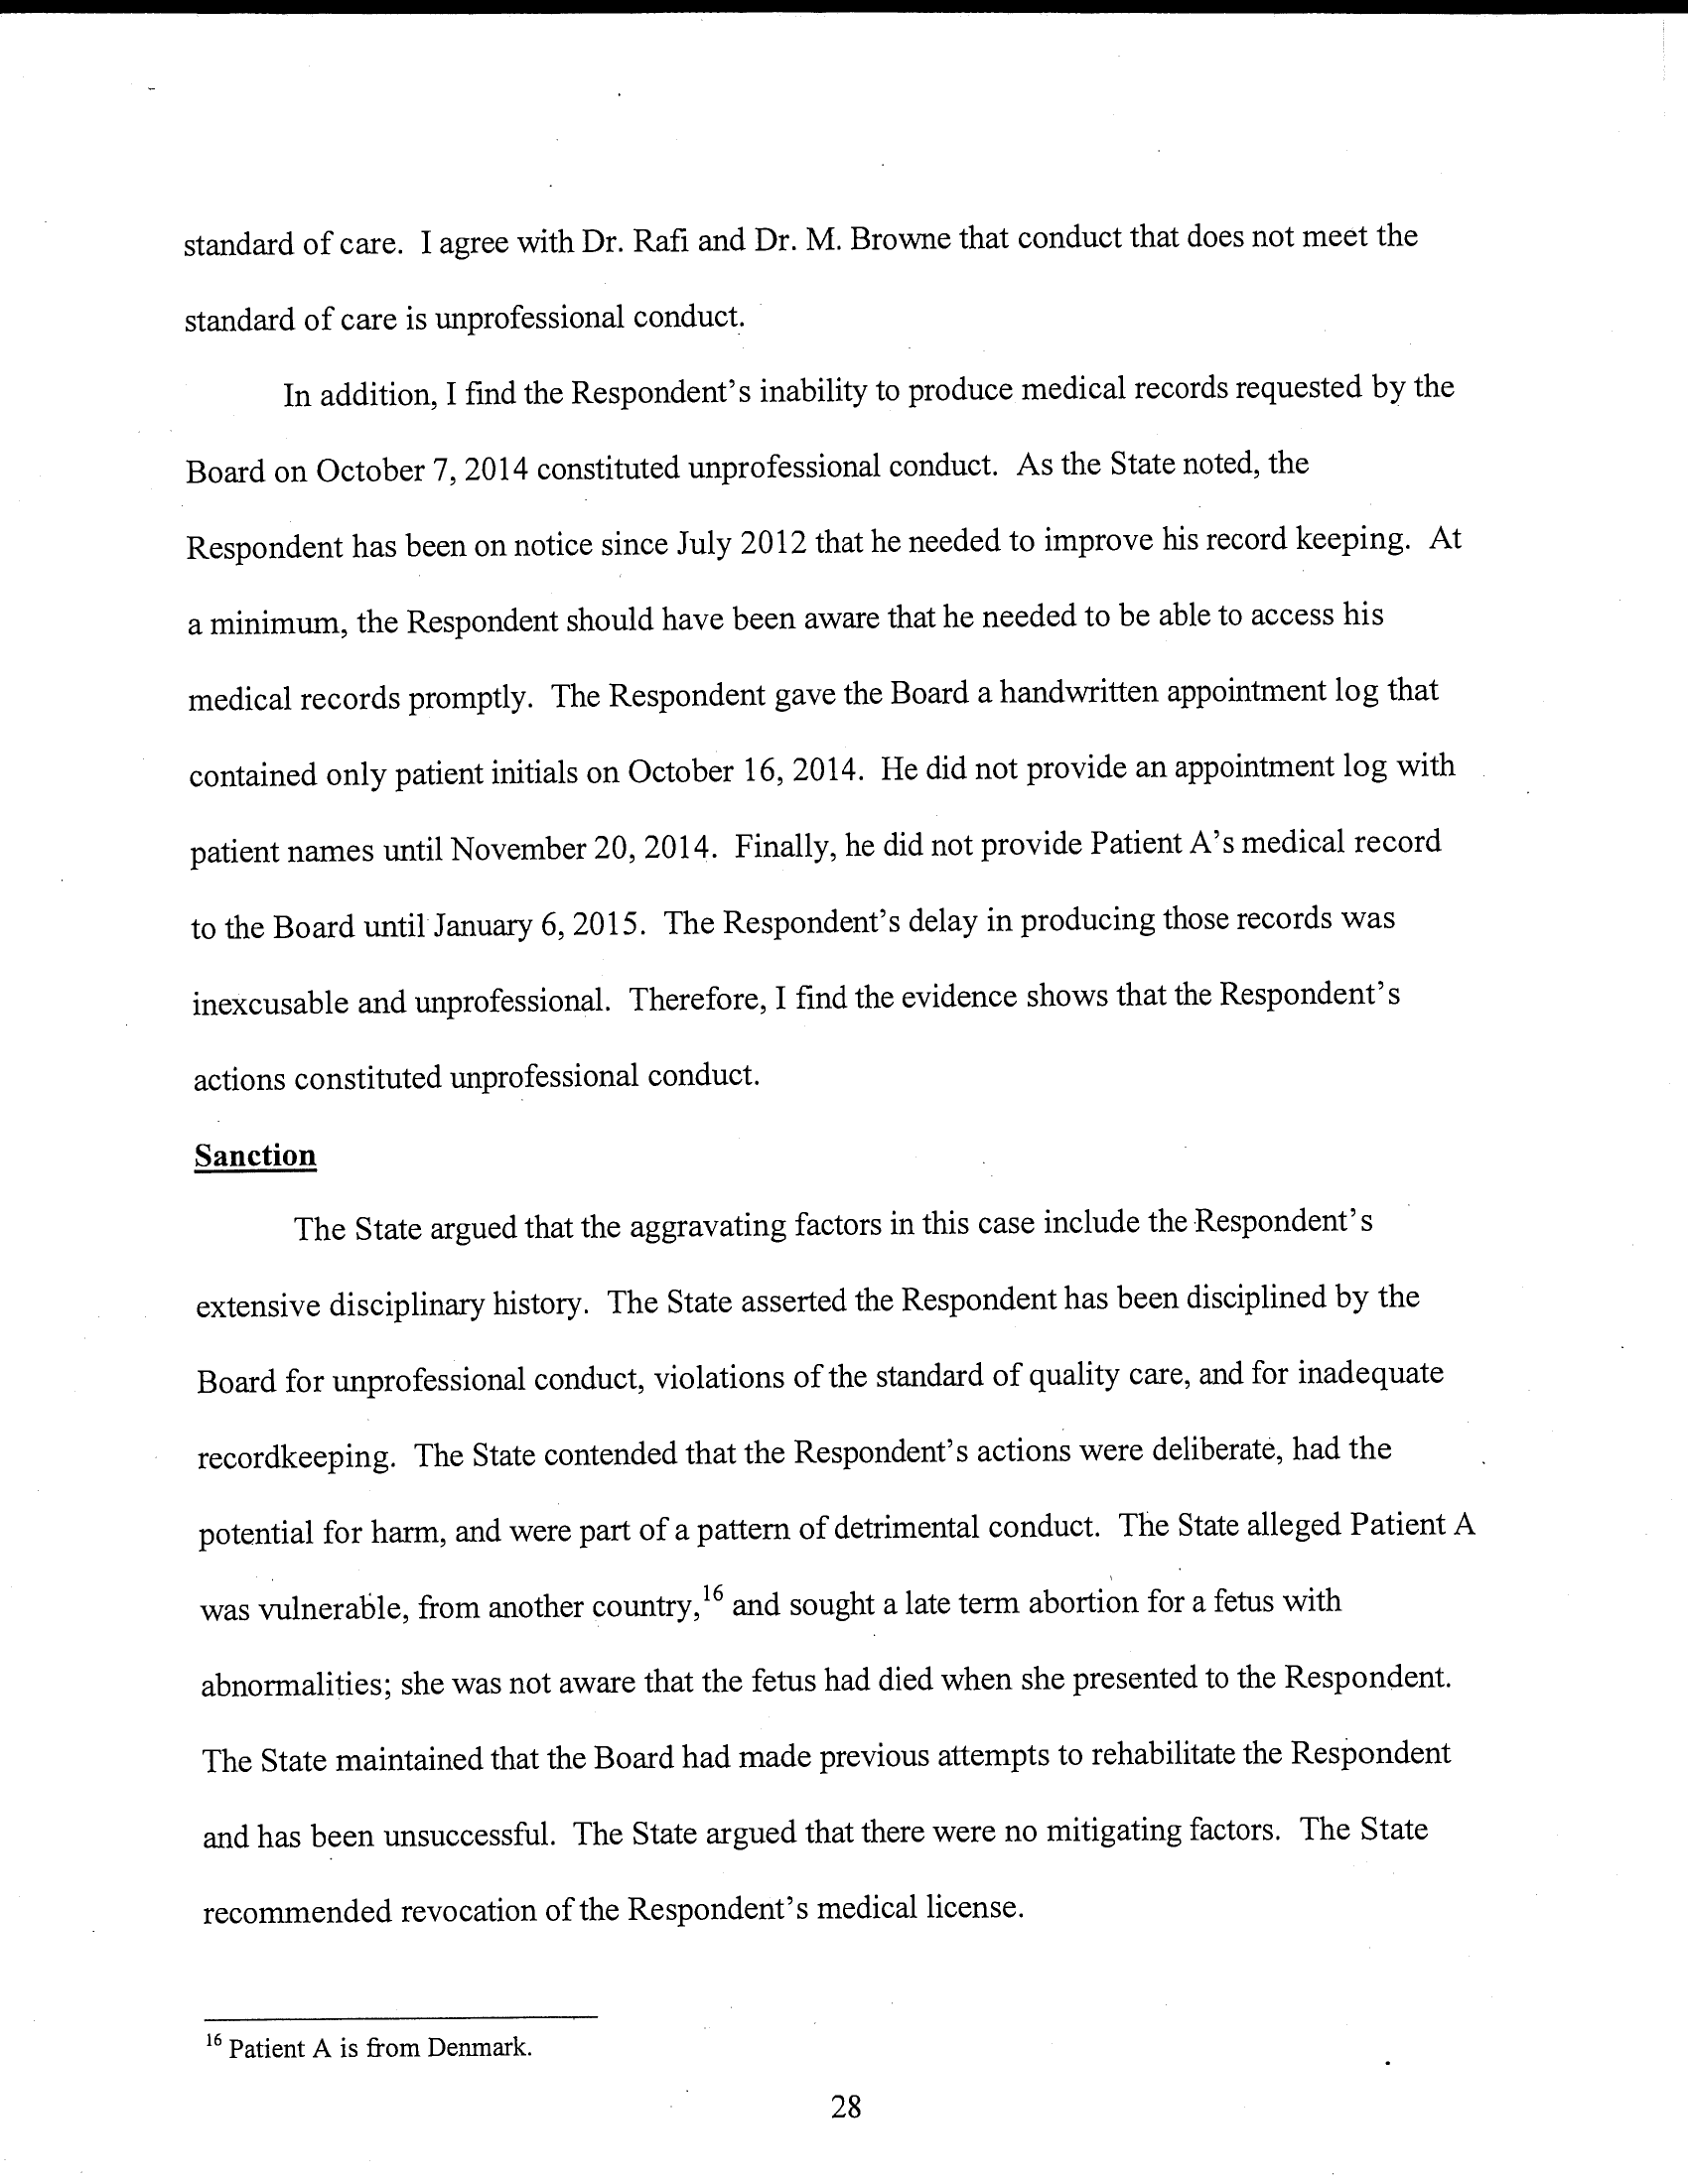 standard of care. I agree with Dr. Rafi and Dr. M. Browne that conduct that does not meet the
standard of care is unprofessional conduct.
In addition, I find the Respondent's inability to produce medical records requested by the
Board on October 7, 2014 constituted unprofessional conduct. As the State noted, the
Respondent has been on notice since July 2012 that he needed to improve his record keeping. At
a minimum, the Respondent should have been aware that he needed to be able to access his
medical records promptly. The Respondent gave the Board a handwritten appointment log that
contained only patient initials on October 16, 2014. He did not provide an appointment log with
patient names until November 20, 2014. Finally, he did not provide Patient A's medical record
to the Board until January 6, 2015. The Respondent's delay in producing those records was
inexcusable and unprofessional. Therefore, I find the evidence shows that the Respondent's
actions constituted unprofessional conduct.
Sanction
The State argued that the aggravating factors in this case include the Respondent's
extensive disciplinary history. The State asserted the Respondent has been disciplined by the
Board for unprofessional conduct, violations of the standard of quality care, and for inadequate
recordkeeping. The State contended that the Respondent's actions were deliberate, had the
potential for harm, and were part of a pattern of detrimental conduct. The State alleged Patient A
was vulnerable, from another country,16 and sought a late term abortion for a fetus with
abnormalities; she was not aware that the fetus had died when she presented to the Respondent.
The State maintained that the Board had made previous attempts to rehabilitate the Respondent
and has been unsuccessful. The State argued that there were no mitigating factors. The State
recommended revocation of the Respondent's medical license.
16 Patient A is from Denmark.
28